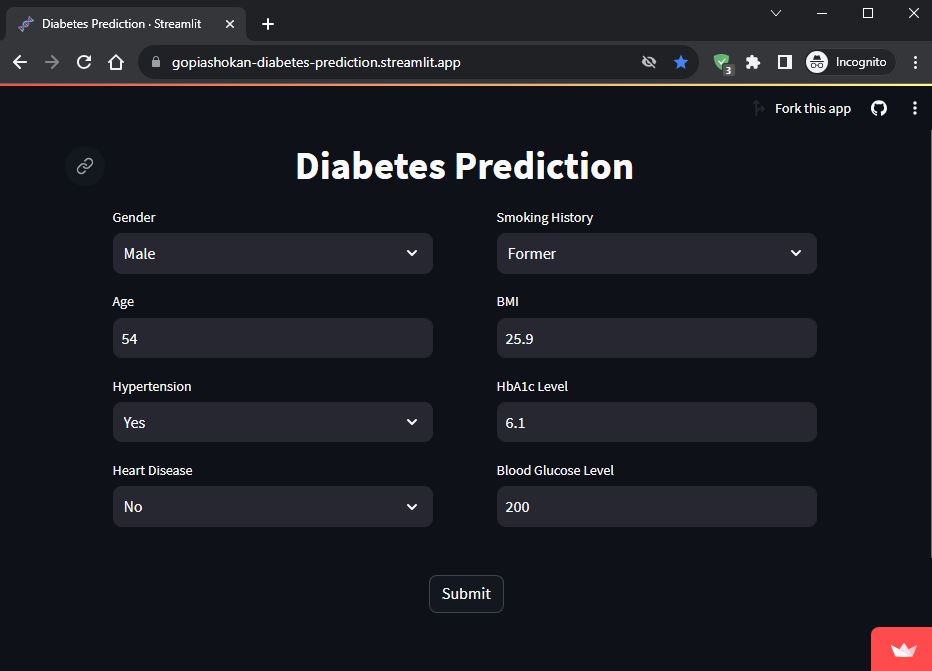 Diabetes Prediction · Streamlit
gopiashokan-diabetes-prediction.streamlit.app
3
Incognito
Fork this app
Diabetes Prediction
Gender
Smoking History
Male
Former
Age
BMI
54
25.9
Hypertension
HbA1c Level
Yes
6.1
Heart Disease
Blood Glucose Level
No
200
Submit